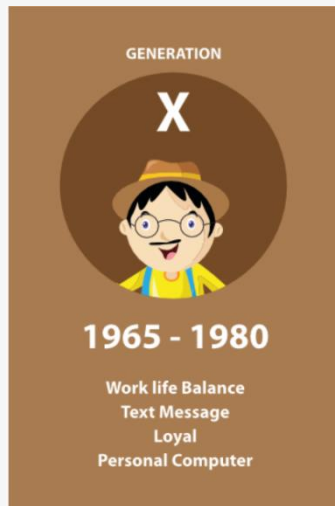 GENERATION
X
1965 - 1980
Work life Balance
Text Message
Loyal
Personal Computer